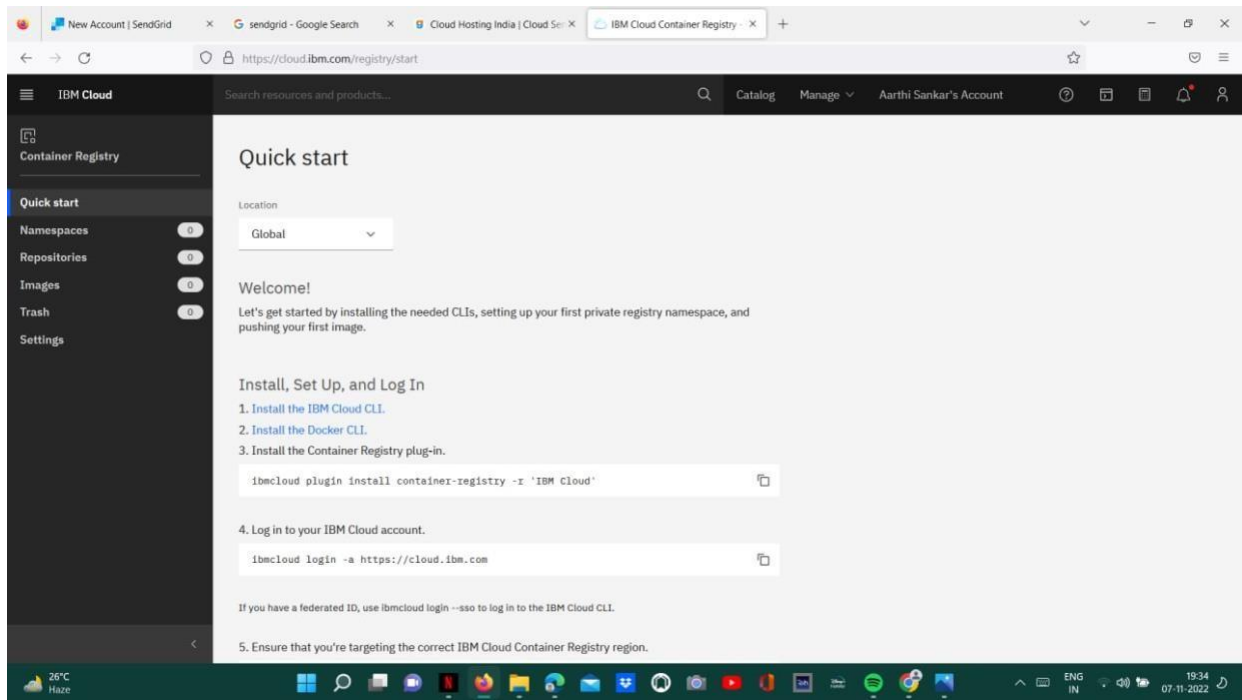 New Account | SendGrid
sendgrid - Google Search
Cloud Hosting India | Cloud Ser
IBM Cloud Container Registry -
https://cloud.ibm.com/registry/start
IBM Cloud
Search resources and products...
Catalog
Manage
Aarthi Sankar's Account
Container Registry
Quick start
Namespaces 0
Repositories 0
Images 0
Trash 0
Settings
Quick start
Location
Global
Welcome!
Let's get started by installing the needed CLIs, setting up your first private registry namespace, and
pushing your first image.
Install, Set Up, and Log In
1. Install the IBM Cloud CLI.
2. Install the Docker CLI.
3. Install the Container Registry plug-in.
ibmcloud plugin install container-registry -r 'IBM Cloud'
4. Log in to your IBM Cloud account.
ibmcloud login -a https://cloud.ibm.com
If you have a federated ID, use ibmcloud login --sso to log in to the IBM Cloud CLI.
5. Ensure that you're targeting the correct IBM Cloud Container Registry region.
26°C
Haze
ENG
IN
19:34
07-11-2022